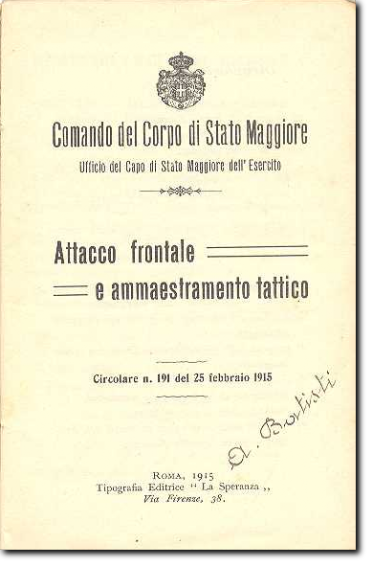 Comando del Corpo di Stato Maggiore
Ufficio del Capo di Stato Maggiore dell' Esercito
Attacco frontale
e ammaestramento tattico
Circolare n. 191 del 25 febbraio 1915
A. Batisti
ROMA, 1915
Tipografia Editrice " La Speranza „
Via Firenze, 38.